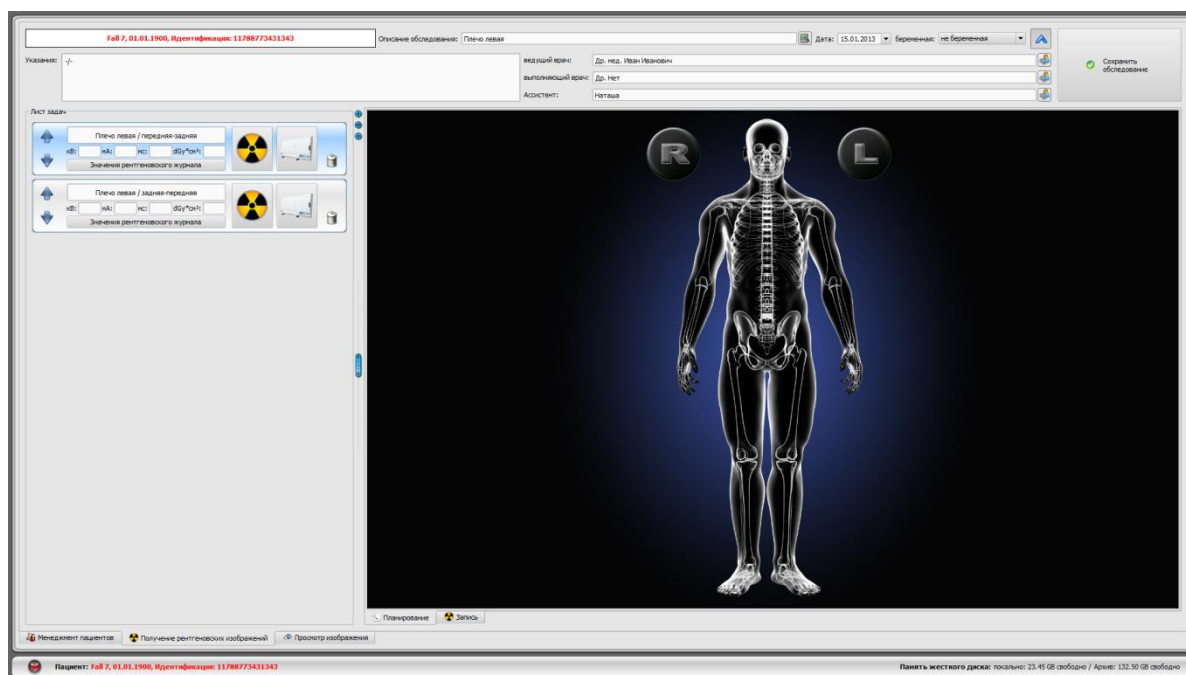 Fall 7, 01.01.1900, Идентификация: 11788773431343
Описание обследования: Плечо левая
Дата: 15.01.2013
беременная: не беременная
Указания: -/-
ведущий врач: Др. мед. Иван Иванович
выполняющий врач: Др. Нет
Ассистент: Наташа
Сохранить
обследование
Лист задач
Плечо левая / передняя-задняя
кВ: мА: мс: dGy*cм²:
Значения рентгеновского журнала
Плечо левая / задняя-передняя
кВ: мА: мс: dGy*cм²:
Значения рентгеновского журнала
R L
Планирование Запись
Менеджмент пациентов Получение рентгеновских изображений Просмотр изображения
Пациент: Fall 7, 01.01.1900, Идентификация: 11788773431343
Память жесткого диска: локально: 23.45 GB свободно / Архив: 132.50 GB свободно